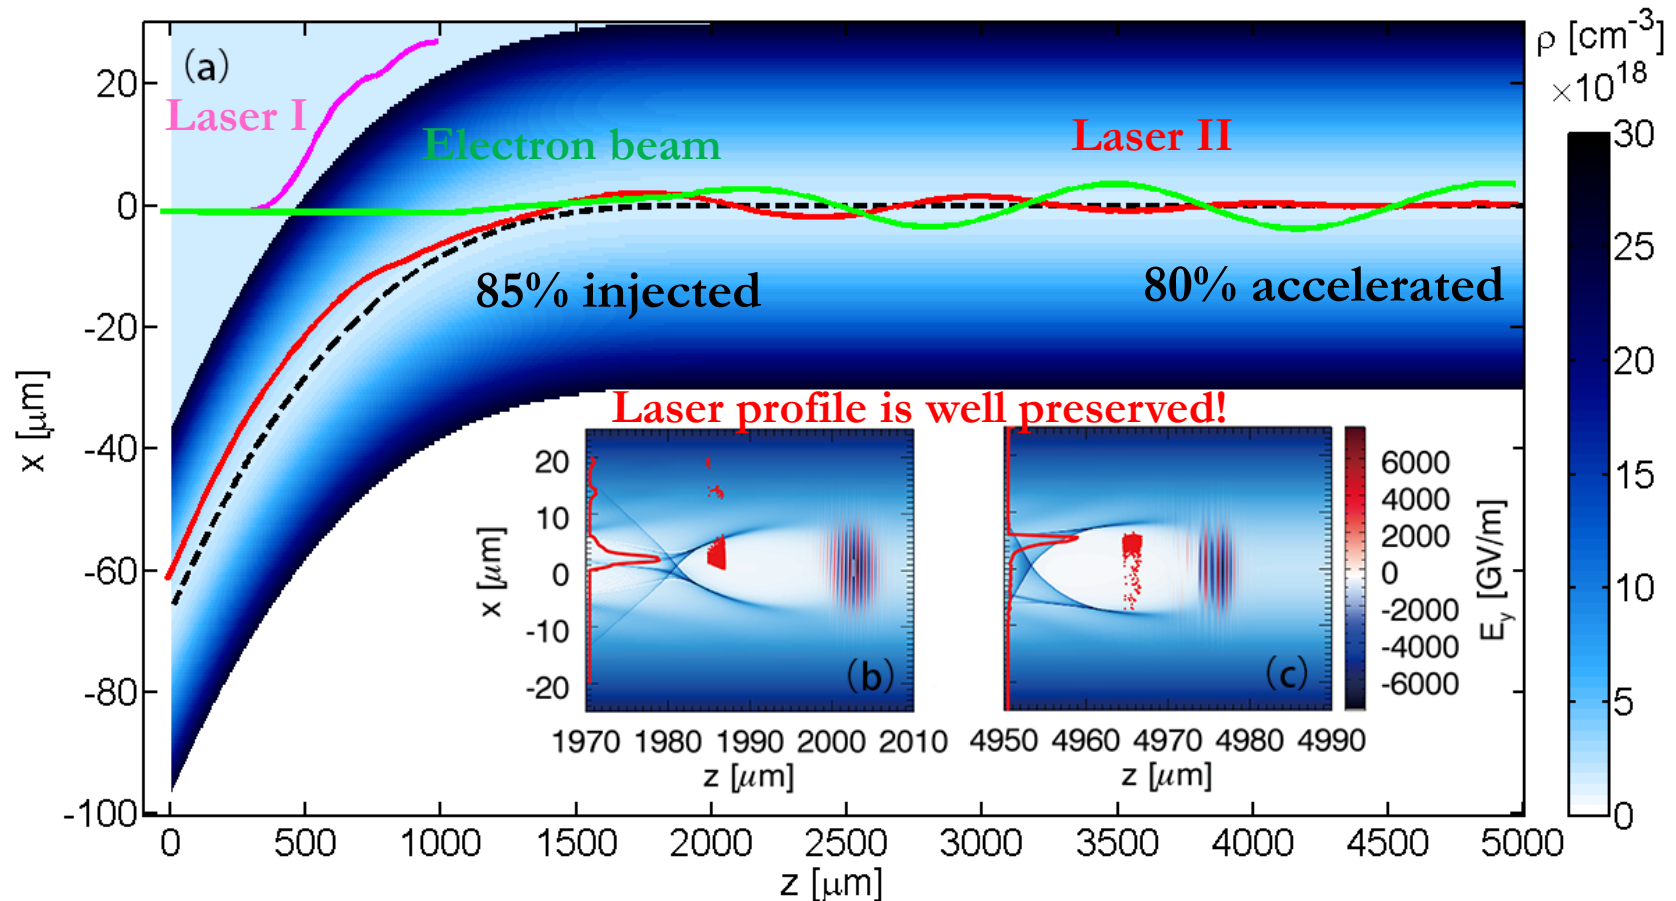 (a)
ρ [cm-3]
×10^18
Laser I
Electron beam
Laser II
85% injected
80% accelerated
Laser profile is well preserved!
x [μm]
20
0
-20
-40
-60
-80
-100
0 500 1000 1500 2000 2500 3000 3500 4000 4500 5000
z [μm]
30
25
20
15
10
5
0
x [μm]
20
10
0
-10
-20
(b)
1970 1980 1990 2000 2010
z [μm]
(c)
4950 4960 4970 4980 4990
z [μm]
6000
4000
2000
0
-2000
-4000
-6000
Ey [GV/m]